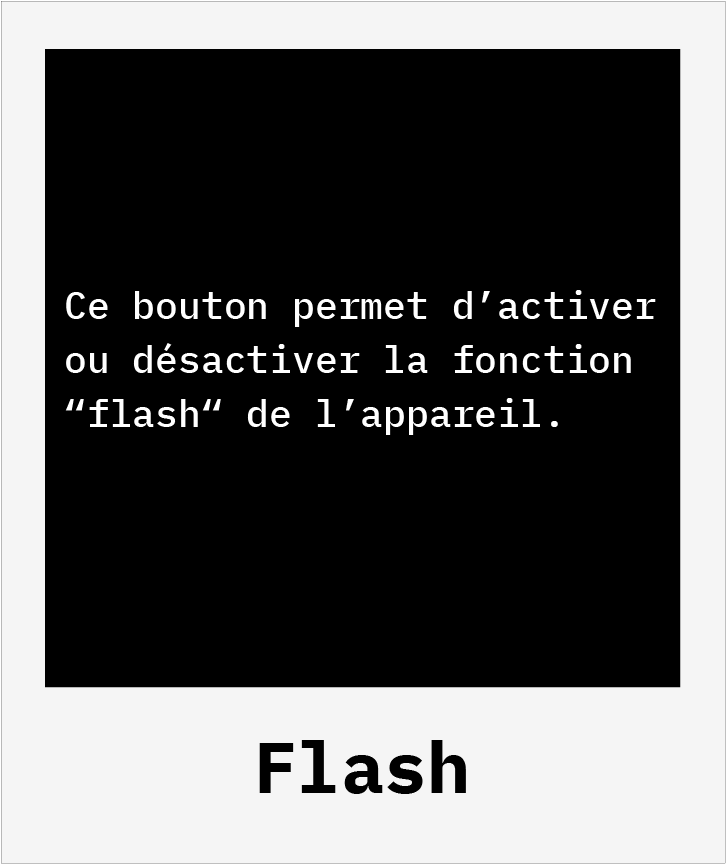 Ce bouton permet d’activer
ou désactiver la fonction
“flash“ de l’appareil.
Flash